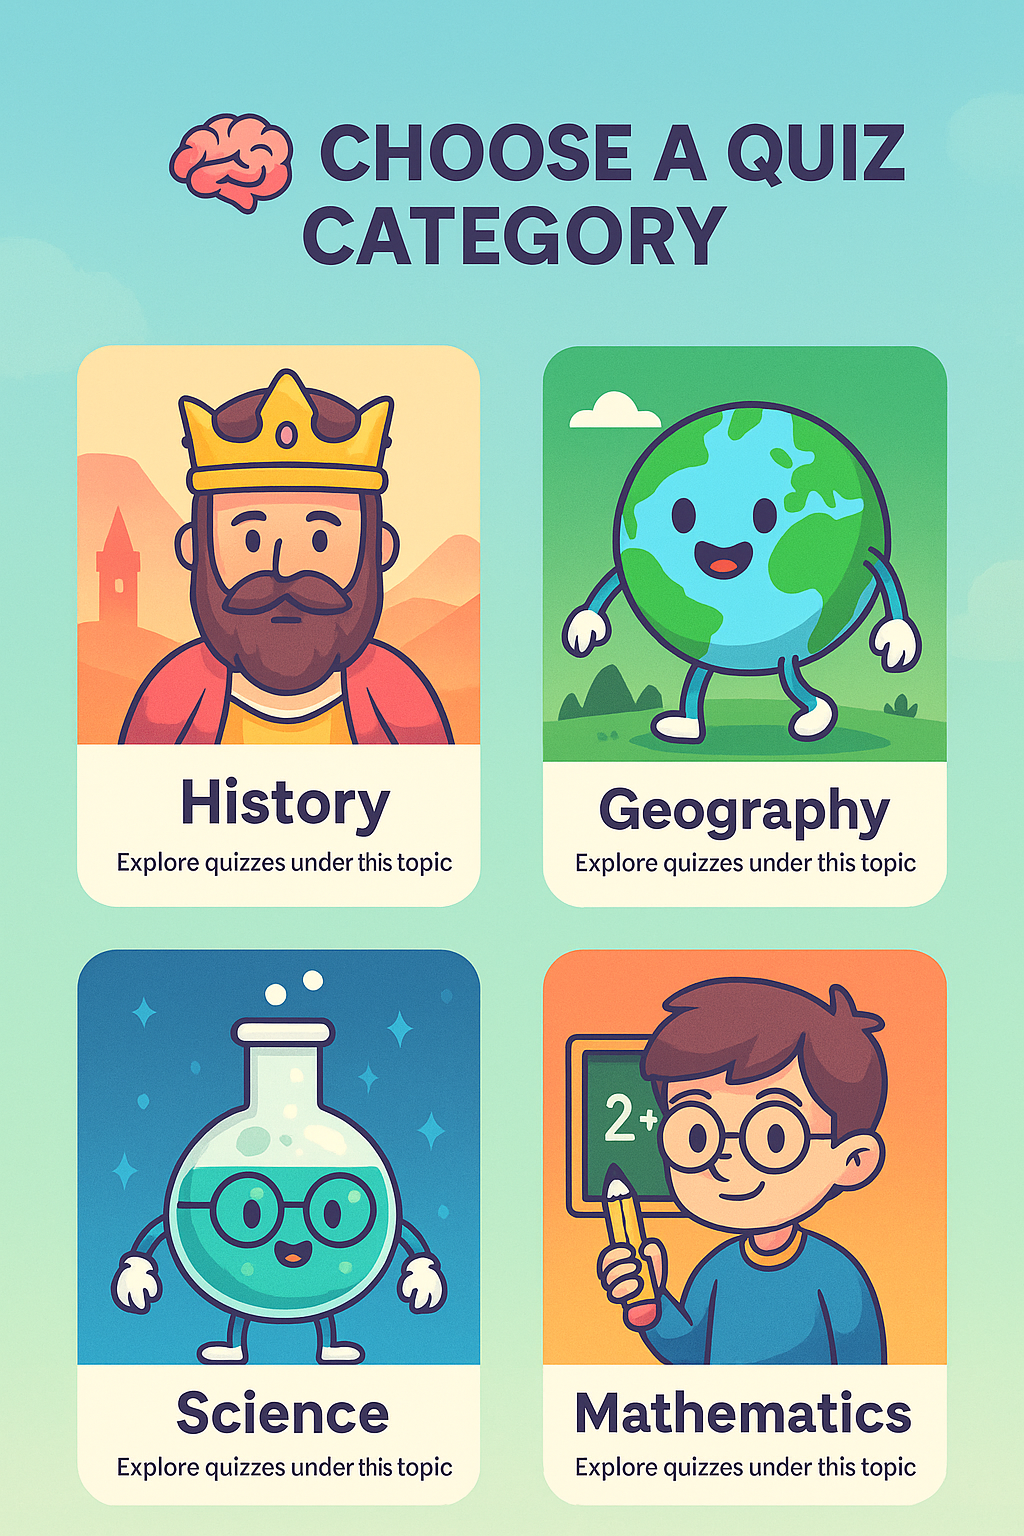 CHOOSE A QUIZ
CATEGORY
History
Explore quizzes under this topic
Geography
Explore quizzes under this topic
2+
Science
Explore quizzes under this topic
Mathematics
Explore quizzes under this topic